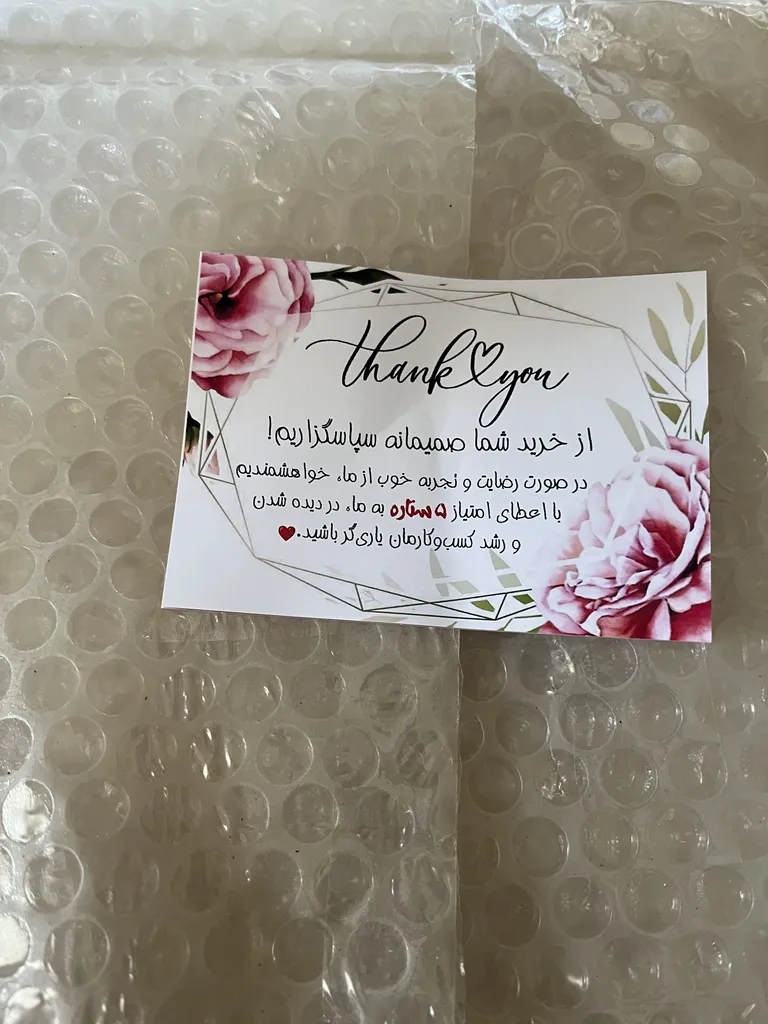 thank you
از خرید شما صمیمانه سپاسگزاریم!
در صورت رضایت و تجربه خوب از ما، خواهشمندیم
با اعطای امتیاز ۵ ستاره به ما، در دیده شدن
و رشد کسب‌وکارمان یاری‌گر باشید.❤